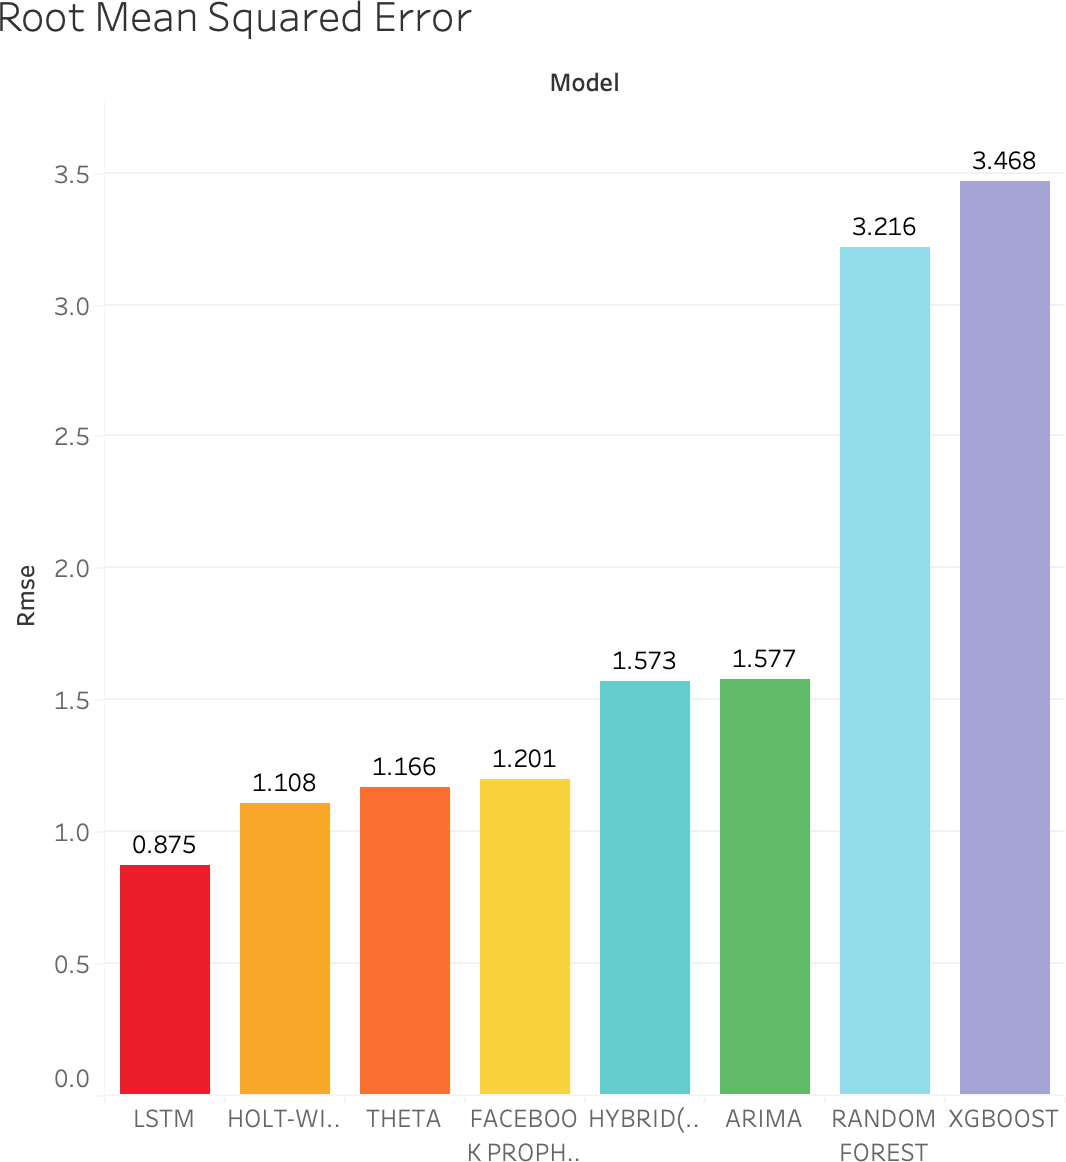 Root Mean Squared Error
Model
Rmse
3.5
3.0
2.5
2.0
1.5
1.0
0.5
0.0
0.875
1.108
1.166
1.201
1.573
1.577
3.216
3.468
LSTM
HOLT-WI..
THETA
FACEBOO
K PROPH..
HYBRID(..
ARIMA
RANDOM
FOREST
XGBOOST